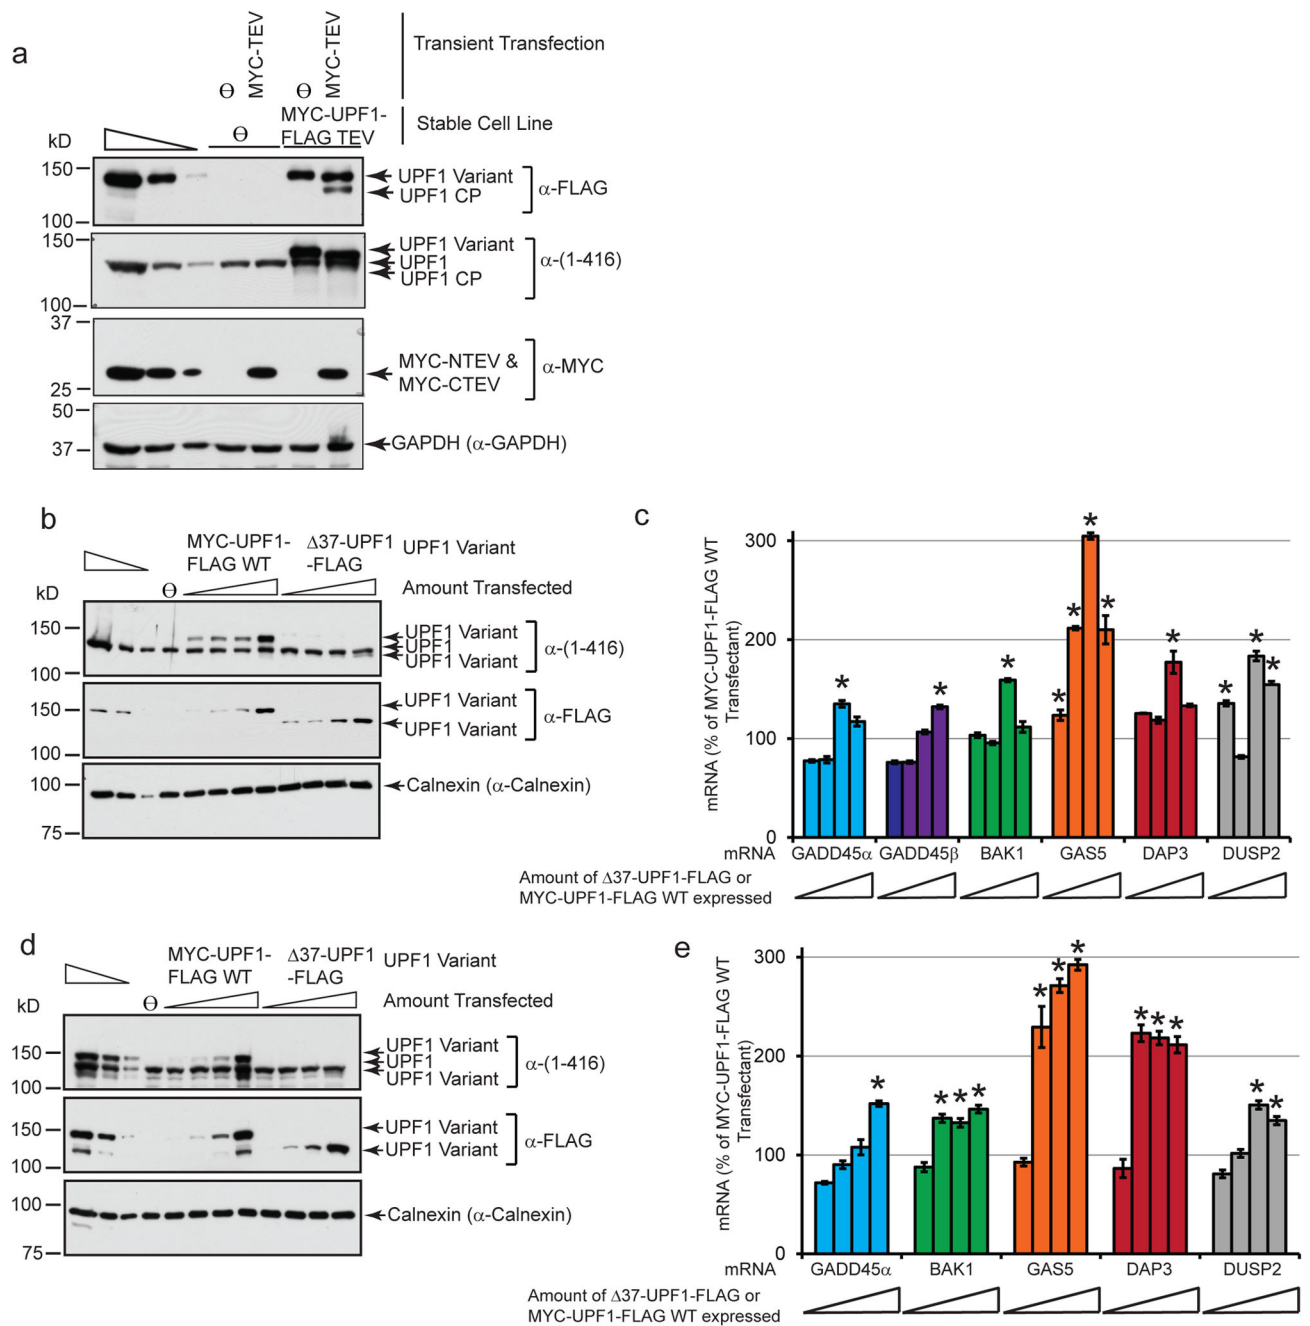 a
Ɵ
MYC-TEV
Ɵ
MYC-TEV
Transient Transfection
Ɵ
MYC-UPF1-
FLAG TEV
Stable Cell Line
kD
150
100
UPF1 Variant
UPF1 CP
α-FLAG
150
100
UPF1 Variant
UPF1
UPF1 CP
α-(1-416)
37
25
MYC-NTEV &
MYC-CTEV
α-MYC
50
37
GAPDH (α-GAPDH)
b
MYC-UPF1-
FLAG WT
Δ37-UPF1
-FLAG
UPF1 Variant
kD
Ɵ
Amount Transfected
150
100
UPF1 Variant
UPF1
UPF1 Variant
α-(1-416)
150
100
UPF1 Variant
UPF1 Variant
α-FLAG
100
75
Calnexin (α-Calnexin)
c
mRNA (% of MYC-UPF1-FLAG WT
Transfectant)
300
200
100
0
* * * * * * * * * * *
mRNA
GADD45α
GADD45β
BAK1
GAS5
DAP3
DUSP2
Amount of Δ37-UPF1-FLAG or
MYC-UPF1-FLAG WT expressed
d
MYC-UPF1-
FLAG WT
Δ37-UPF1
-FLAG
UPF1 Variant
kD
Ɵ
Amount Transfected
150
100
UPF1 Variant
UPF1
UPF1 Variant
α-(1-416)
150
100
UPF1 Variant
UPF1 Variant
α-FLAG
100
75
Calnexin (α-Calnexin)
e
mRNA (% of MYC-UPF1-FLAG WT
Transfectant)
300
200
100
0
* * * * * * * * * * * *
mRNA
GADD45α
BAK1
GAS5
DAP3
DUSP2
Amount of Δ37-UPF1-FLAG or
MYC-UPF1-FLAG WT expressed